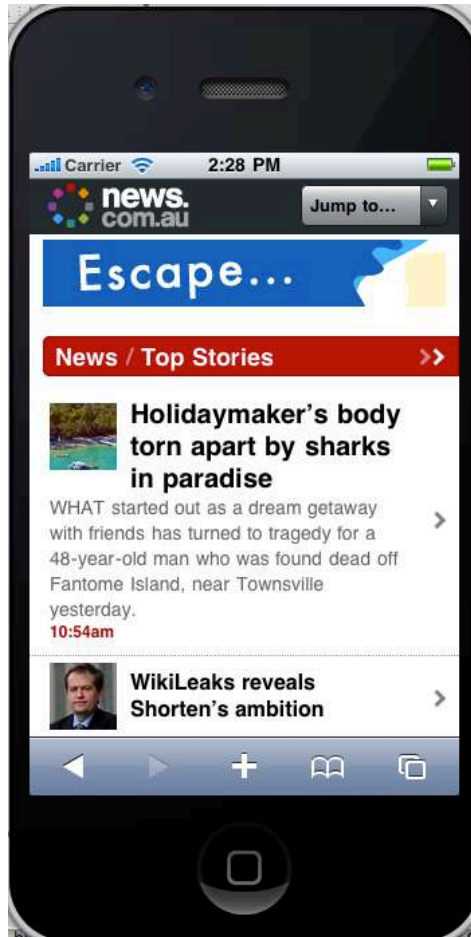 Carrier 2:28 PM
news.
com.au
Jump to...
Escape...
News / Top Stories
Holidaymaker's body
torn apart by sharks
in paradise
WHAT started out as a dream getaway
with friends has turned to tragedy for a
48-year-old man who was found dead off
Fantome Island, near Townsville
yesterday.
10:54am
WikiLeaks reveals
Shorten's ambition